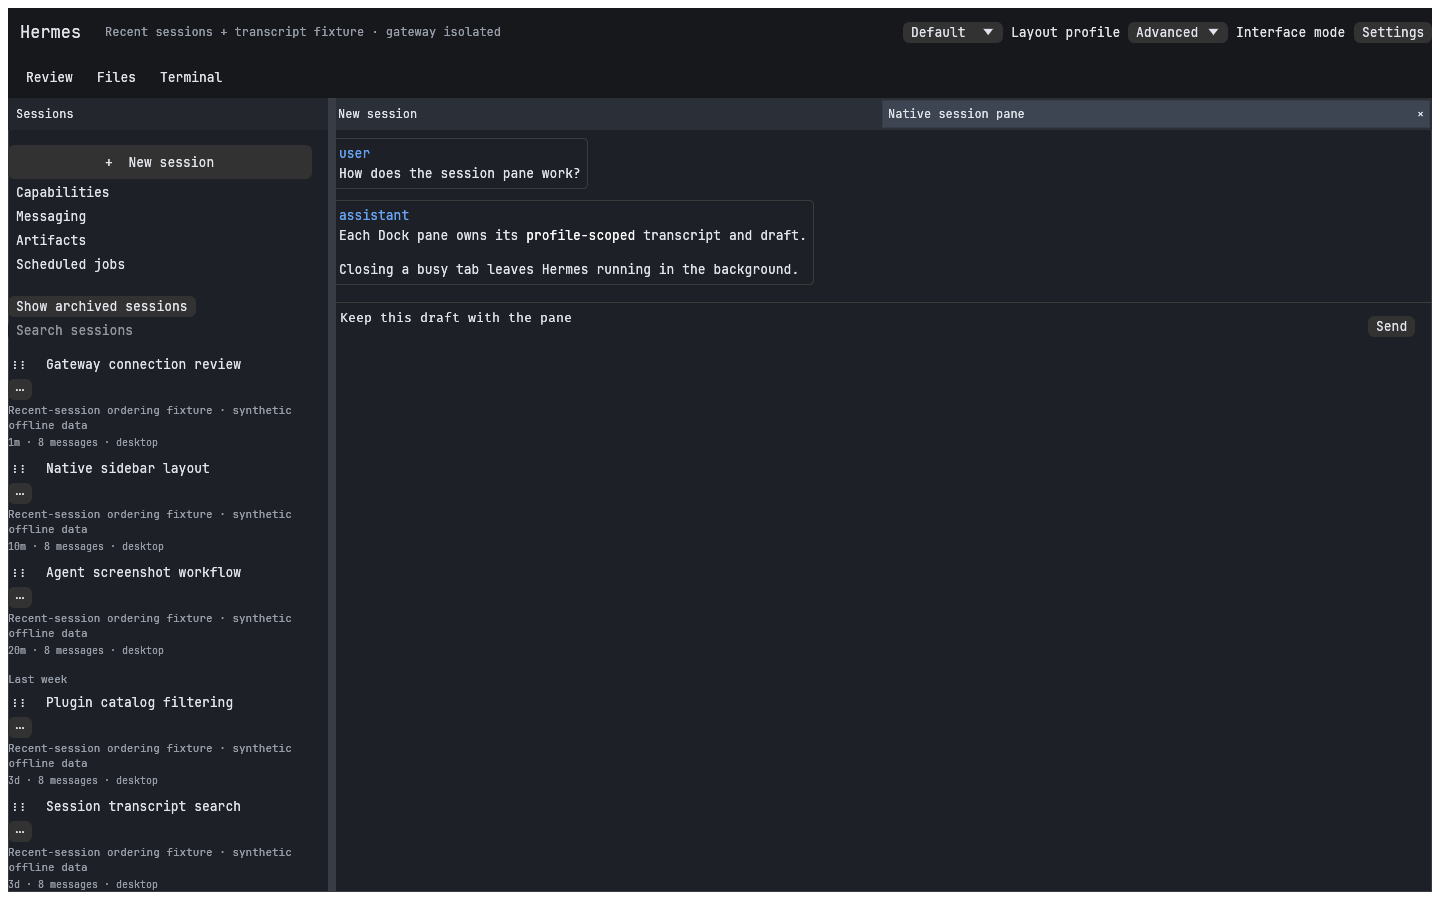 Hermes
Recent sessions + transcript fixture · gateway isolated
Default
Layout profile
Advanced
Interface mode
Settings
Review
Files
Terminal
Sessions
New session
Native session pane
×
+ New session
Capabilities
Messaging
Artifacts
Scheduled jobs
Show archived sessions
Search sessions
Gateway connection review
…
Recent-session ordering fixture · synthetic
offline data
1m · 8 messages · desktop
Native sidebar layout
…
Recent-session ordering fixture · synthetic
offline data
10m · 8 messages · desktop
Agent screenshot workflow
…
Recent-session ordering fixture · synthetic
offline data
20m · 8 messages · desktop
Last week
Plugin catalog filtering
…
Recent-session ordering fixture · synthetic
offline data
3d · 8 messages · desktop
Session transcript search
…
Recent-session ordering fixture · synthetic
offline data
3d · 8 messages · desktop
user
How does the session pane work?
assistant
Each Dock pane owns its profile-scoped transcript and draft.
Closing a busy tab leaves Hermes running in the background.
Keep this draft with the pane
Send